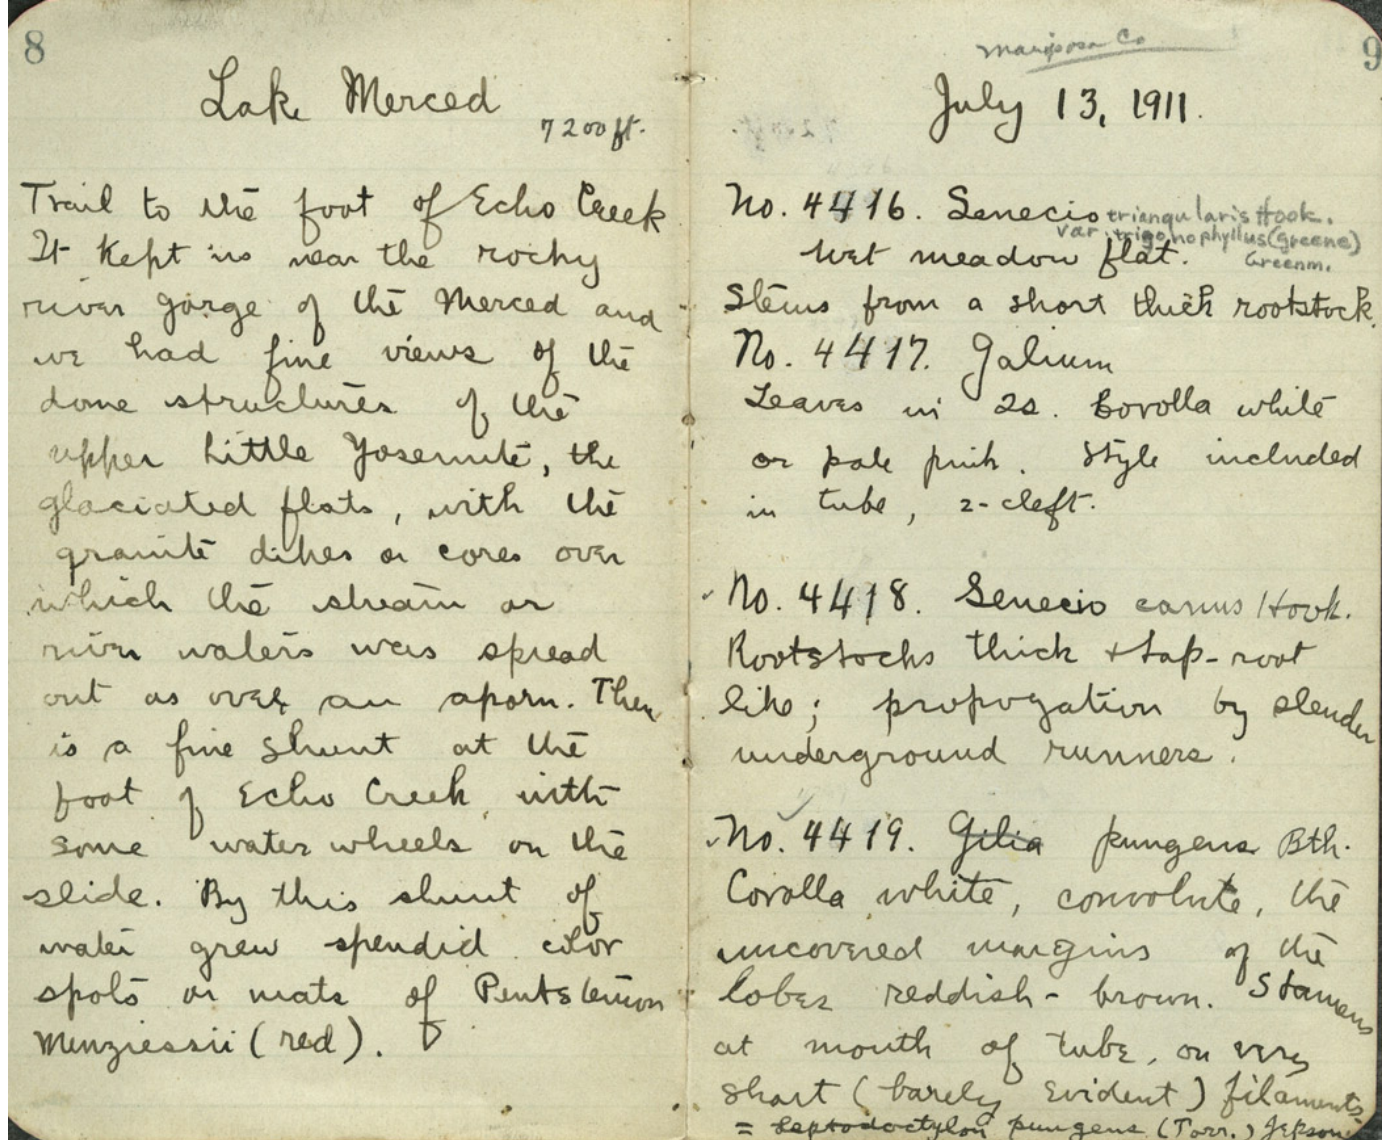 8
Lake Merced
7200 ft.
Trail to the foot of Echo Creek
It kept us near the rocky
river gorge of the Merced and
we had fine views of the
dome structures of the
upper Little Yosemite, the
glaciated flats, with the
granite dikes or cores over
which the stream or
river waters was spread
out as over an aporn. There
is a fine shunt at the
foot of Echo Creek, with
some water wheels on the
slide. By this shunt of
water grew spendid color
spots or mats of Pentstemon
Menziesii (red).
Mariposa Co
9
July 13, 1911.
No. 4416. Senecio triangularis Hook.
var. trigonophyllus (Greene)
Greenm.
Wet meadow flat.
Stems from a short thick rootstock.
No. 4417. Galium
Leaves in 2s. Corolla white
or pale pink. Style included
in tube, 2-cleft.
No. 4418. Senecio canus Hook.
Rootstocks thick + tap-root
like; propogation by slender
underground runners.
No. 4419. Gilia pungens Bth.
Corolla white, convolute, the
uncovered margins of the
lobes reddish-brown. Stamens
at mouth of tube, on very
short (barely evident) filaments.
= Leptodactylon pungens (Torr.) Jepson